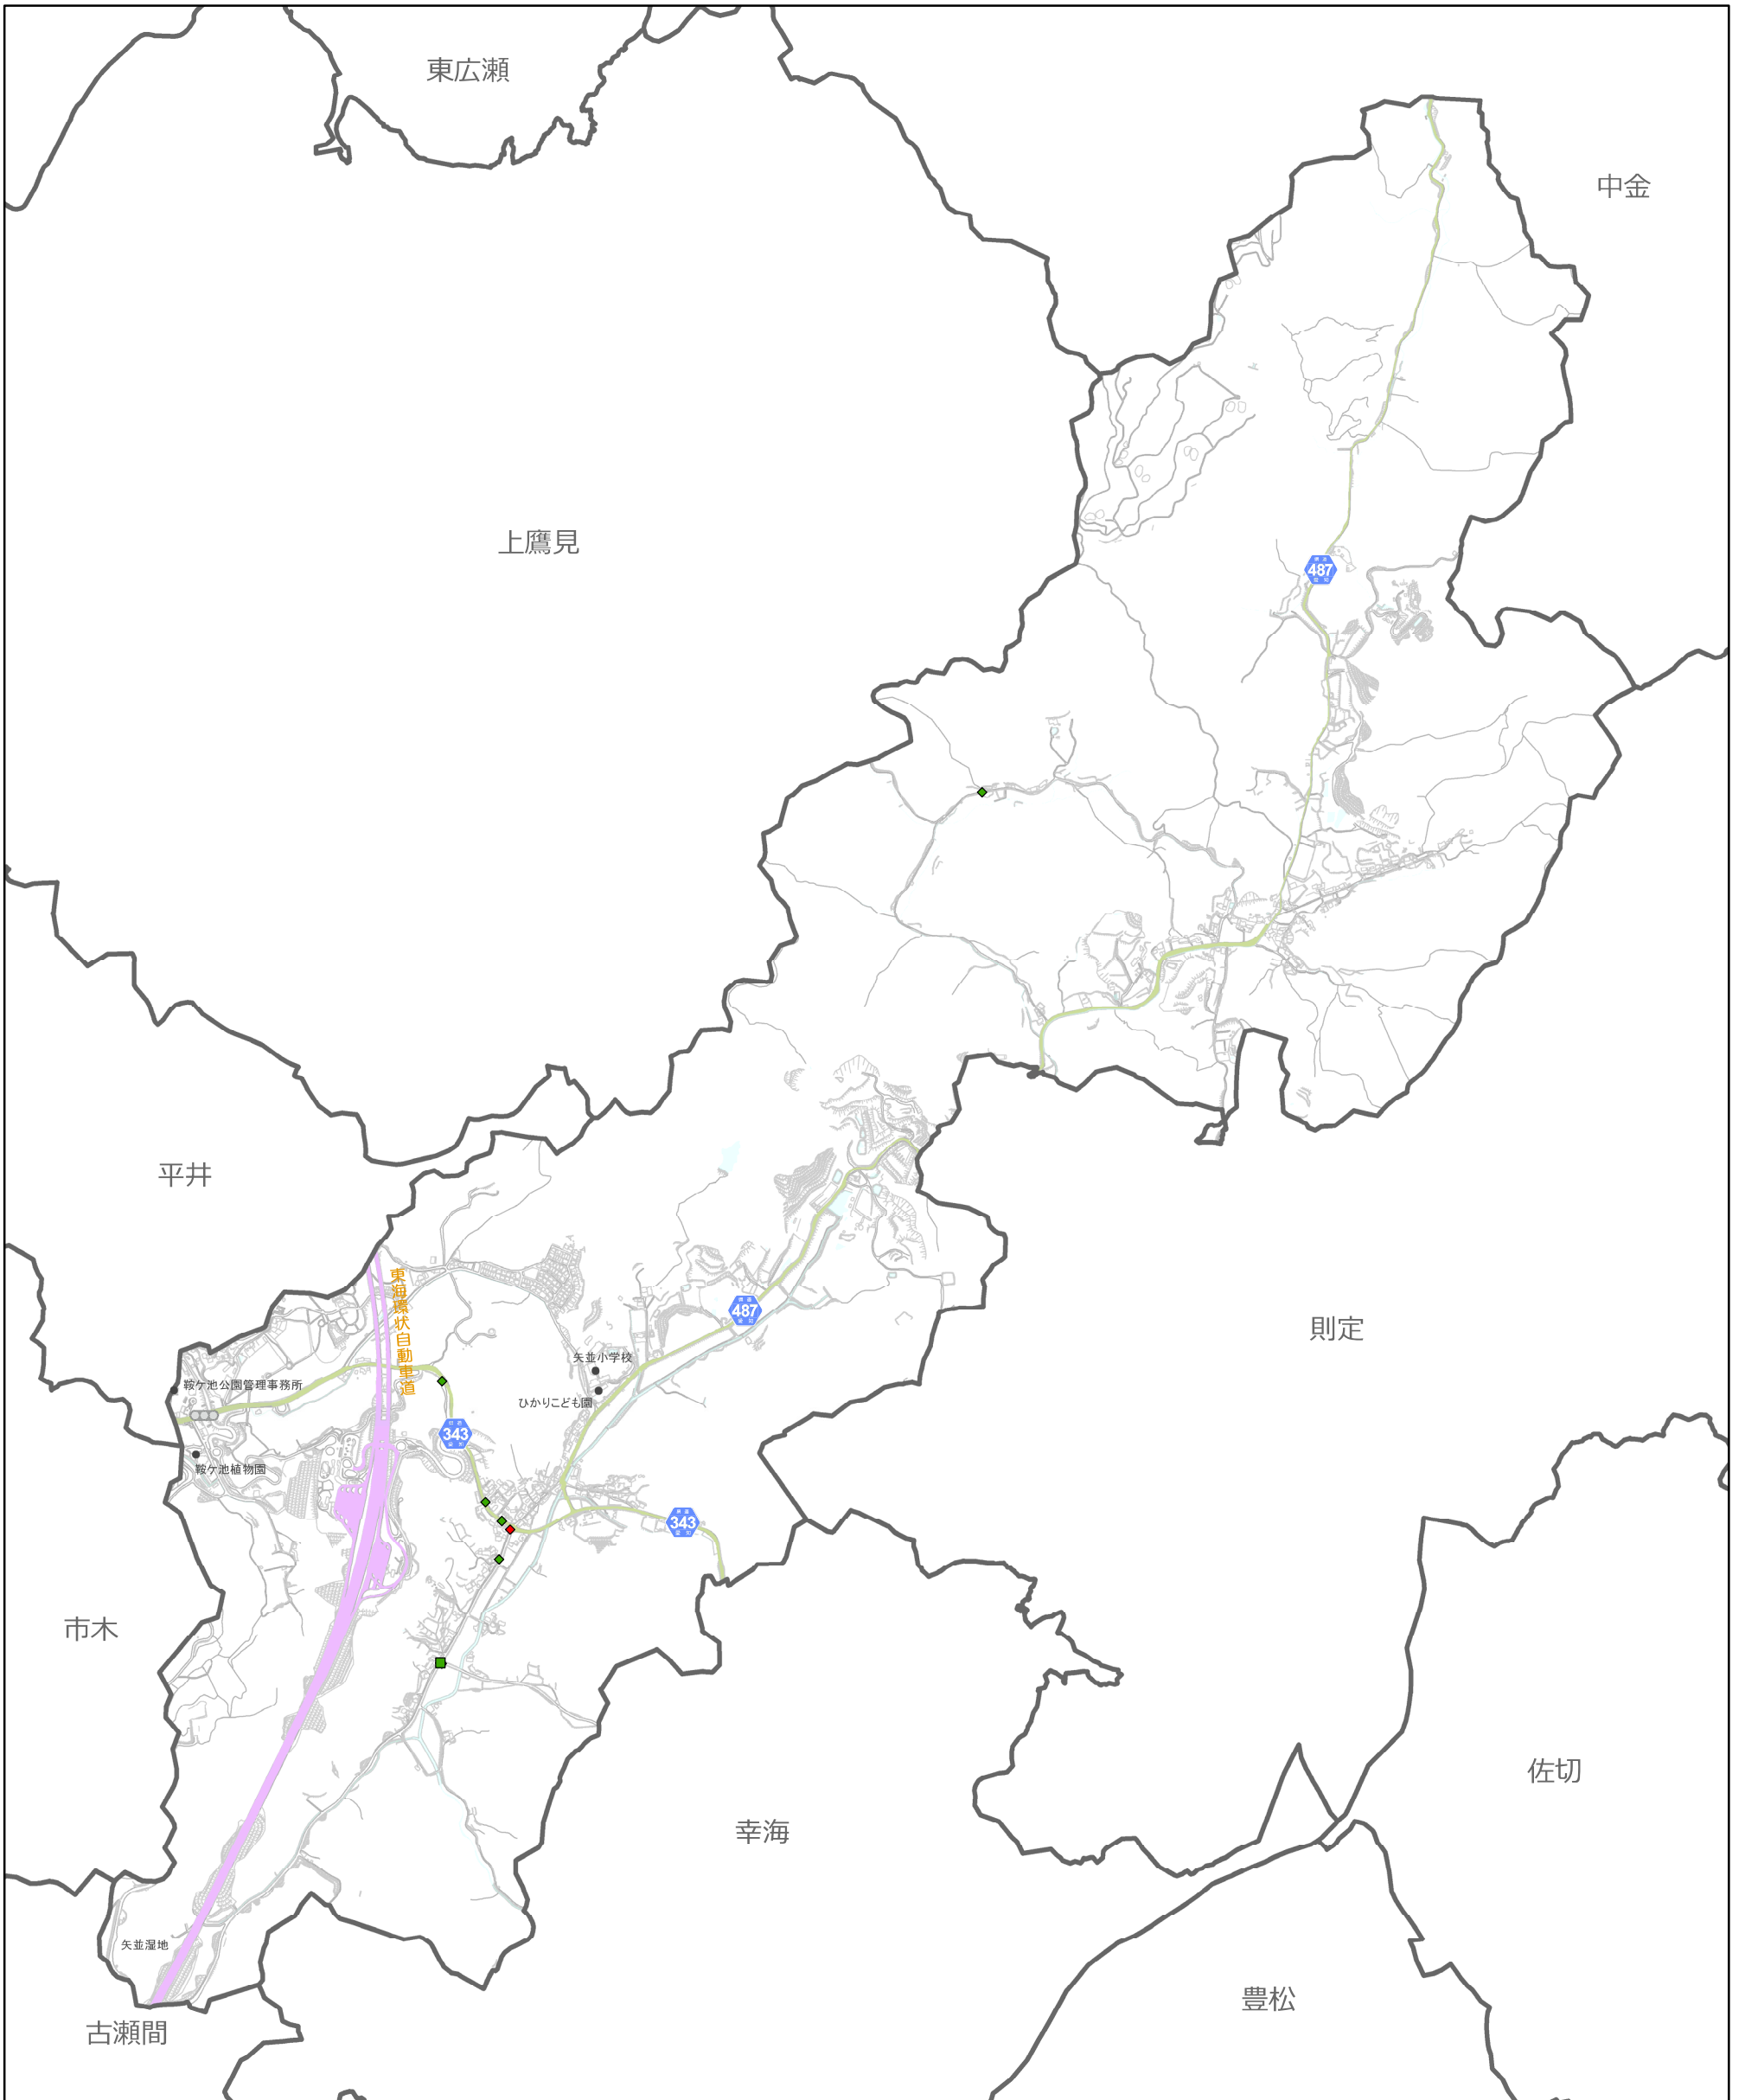 東広瀬
中金
上鷹見
487
平井
東海環状自動車道
487
則定
矢並小学校
鞍ケ池公園管理事務所
ひかりこども園
343
鞍ケ池植物園
343
市木
佐切
幸海
矢並湿地
豊松
古瀬間